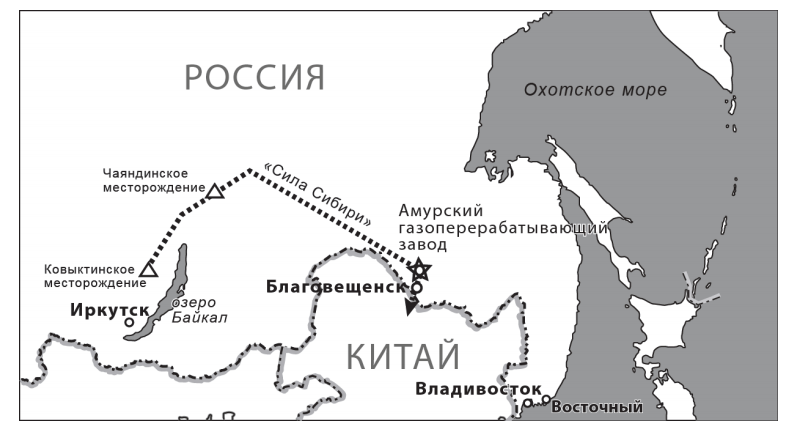 РОССИЯ
Охотское море
Чаяндинское
месторождение
«Сила Сибири»
Амурский
газоперерабатывающий
завод
Ковыктинское
месторождение
Благовещенск
Иркутск
озеро
Байкал
КИТАЙ
Владивосток
Восточный